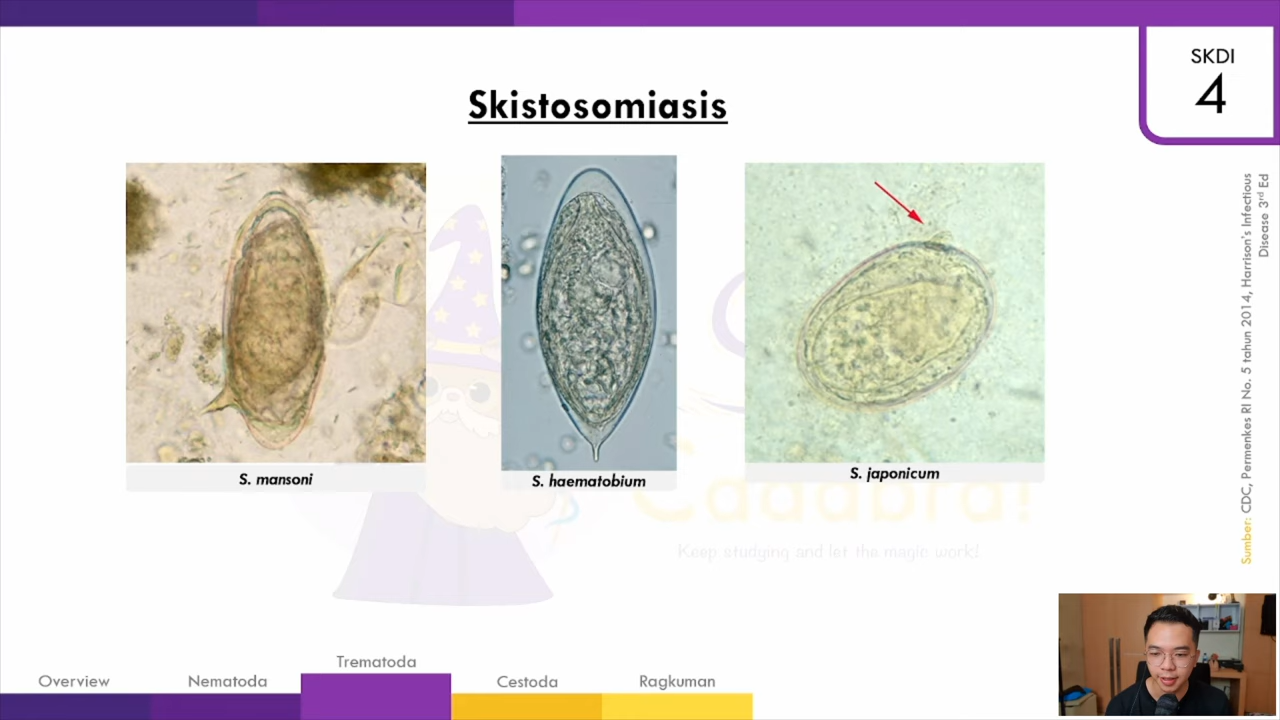 SKDI
4
Skistosomiasis
S. mansoni
S. haematobium
S. japonicum
Sumber: CDC, Permenkes RI No. 5 tahun 2014, Harrison's Infectious
Disease 3rd Ed
Cadabra!
Keep studying and let the magic work!
Overview
Nematoda
Trematoda
Cestoda
Ragkuman